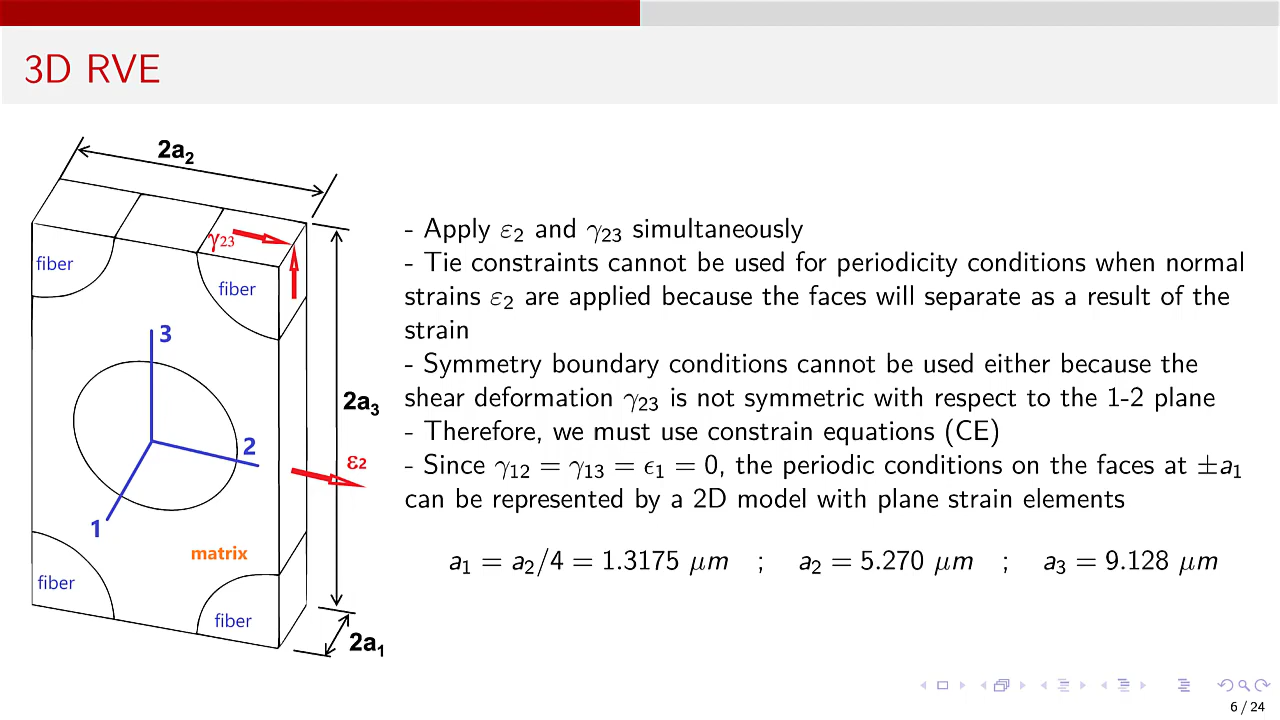 3D RVE
2a₂
γ₂₃
fiber
fiber
3
2a₃
2
ε₂
1
matrix
fiber
fiber
2a₁
- Apply ε₂ and γ₂₃ simultaneously
- Tie constraints cannot be used for periodicity conditions when normal
strains ε₂ are applied because the faces will separate as a result of the
strain
- Symmetry boundary conditions cannot be used either because the
shear deformation γ₂₃ is not symmetric with respect to the 1-2 plane
- Therefore, we must use constrain equations (CE)
- Since γ₁₂ = γ₁₃ = ϵ₁ = 0, the periodic conditions on the faces at ±a₁
can be represented by a 2D model with plane strain elements
a₁ = a₂/4 = 1.3175 μm ; a₂ = 5.270 μm ; a₃ = 9.128 μm
6 / 24